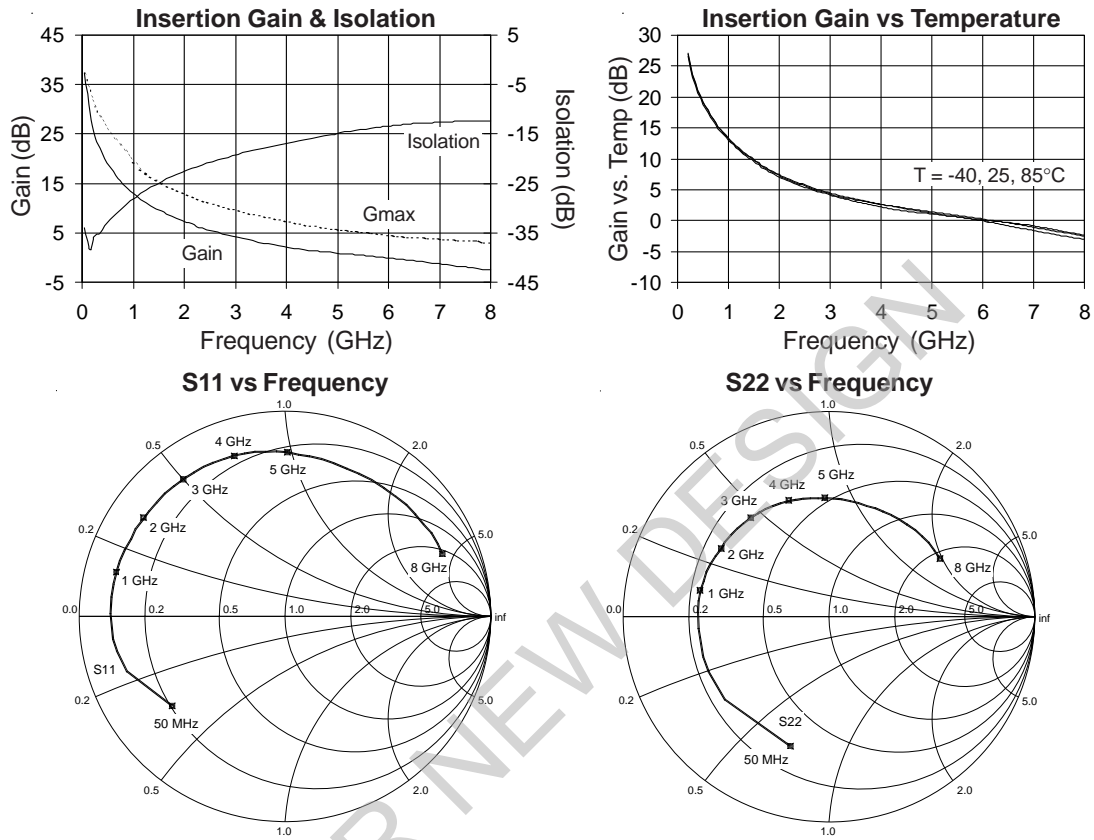 Insertion Gain & Isolation
45
35
25
15
5
-5
Gain (dB)
5
-5
-15
-25
-35
-45
Isolation (dB)
Isolation
Gmax
Gain
0 1 2 3 4 5 6 7 8
Frequency (GHz)
Insertion Gain vs Temperature
30
25
20
15
10
5
0
-5
-10
Gain vs. Temp (dB)
T = -40, 25, 85°C
0 1 2 3 4 5 6 7 8
Frequency (GHz)
S11 vs Frequency
1.0
0.5
4 GHz
2.0
5 GHz
3 GHz
0.2
2 GHz
5.0
8 GHz
1 GHz
0.0 0.2 0.5 1.0 2.0 5.0 inf
S11
0.2
5.0
50 MHz
0.5
2.0
1.0
S22 vs Frequency
1.0
0.5
2.0
5 GHz
4 GHz
3 GHz
0.2
5.0
2 GHz
8 GHz
1 GHz
0.0 0.2 0.5 1.0 2.0 5.0 inf
0.2
5.0
S22
50 MHz
0.5
2.0
1.0
R NEW DESIGN